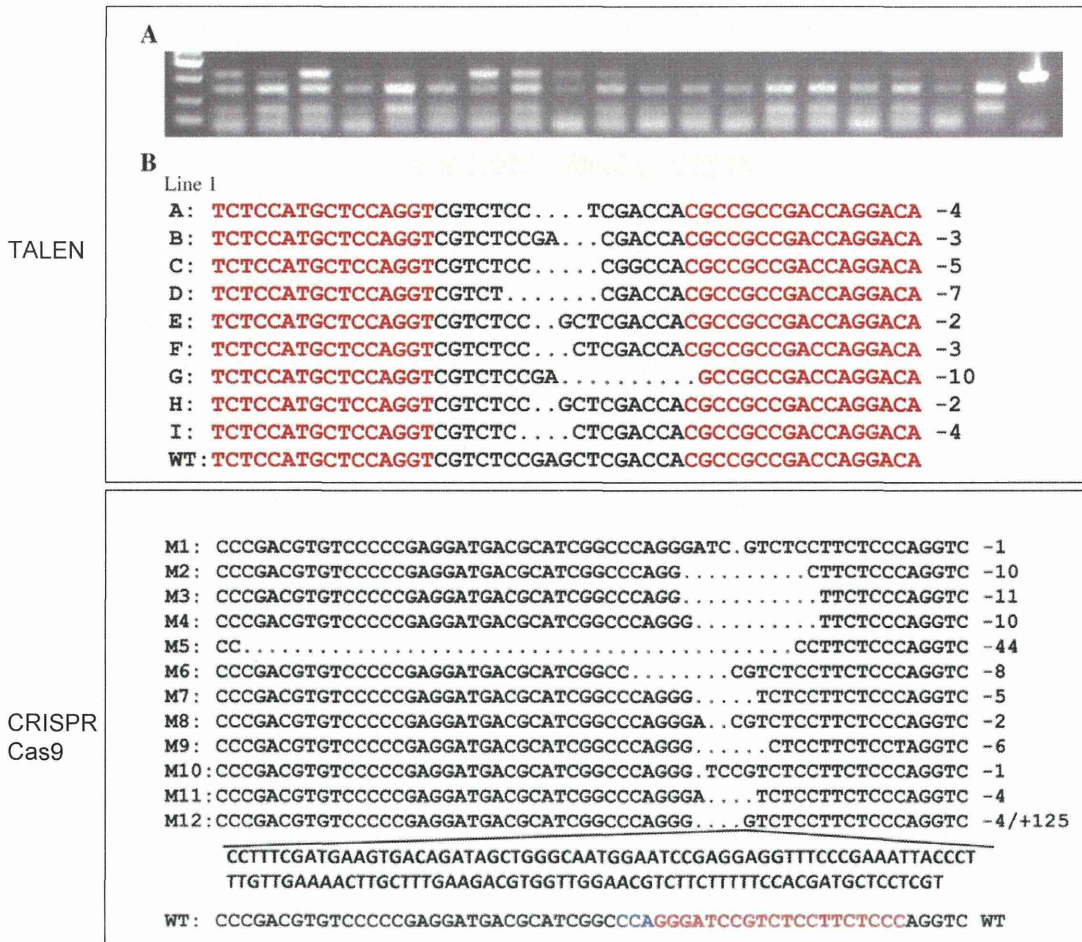 A
B
Line 1
TALEN
A: TCTCCATGCTCCAGGTCGTCTCC....TCGACCACGCCGCCGACCAGGACA -4
B: TCTCCATGCTCCAGGTCGTCTCCGA...CGACCACGCCGCCGACCAGGACA -3
C: TCTCCATGCTCCAGGTCGTCTCC.....CGGCCACGCCGCCGACCAGGACA -5
D: TCTCCATGCTCCAGGTCGTCT.......CGACCACGCCGCCGACCAGGACA -7
E: TCTCCATGCTCCAGGTCGTCTCC..GCTCGACCACGCCGCCGACCAGGACA -2
F: TCTCCATGCTCCAGGTCGTCTCC...CTCGACCACGCCGCCGACCAGGACA -3
G: TCTCCATGCTCCAGGTCGTCTCCGA..........GCCGCCGACCAGGACA -10
H: TCTCCATGCTCCAGGTCGTCTCC..GCTCGACCACGCCGCCGACCAGGACA -2
I: TCTCCATGCTCCAGGTCGTCTC....CTCGACCACGCCGCCGACCAGGACA -4
WT:TCTCCATGCTCCAGGTCGTCTCCGAGCTCGACCACGCCGCCGACCAGGACA
CRISPR
Cas9
M1: CCCGACGTGTCCCCCGAGGATGACGCATCGGCCCAGGGATC.GTCTCCTTCTCCCAGGTC -1
M2: CCCGACGTGTCCCCCGAGGATGACGCATCGGCCCAGG..........CTTCTCCCAGGTC -10
M3: CCCGACGTGTCCCCCGAGGATGACGCATCGGCCCAGG...........TTCTCCCAGGTC -11
M4: CCCGACGTGTCCCCCGAGGATGACGCATCGGCCCAGGG..........TTCTCCCAGGTC -10
M5: CC............................................CCTTCTCCCAGGTC -44
M6: CCCGACGTGTCCCCCGAGGATGACGCATCGGCC........CGTCTCCTTCTCCCAGGTC -8
M7: CCCGACGTGTCCCCCGAGGATGACGCATCGGCCCAGGG.....TCTCCTTCTCCCAGGTC -5
M8: CCCGACGTGTCCCCCGAGGATGACGCATCGGCCCAGGGA..CGTCTCCTTCTCCCAGGTC -2
M9: CCCGACGTGTCCCCCGAGGATGACGCATCGGCCCAGGG......CTCCTTCTCCTAGGTC -6
M10:CCCGACGTGTCCCCCGAGGATGACGCATCGGCCCAGGG.TCCGTCTCCTTCTCCCAGGTC -1
M11:CCCGACGTGTCCCCCGAGGATGACGCATCGGCCCAGGGA....TCTCCTTCTCCCAGGTC -4
M12:CCCGACGTGTCCCCCGAGGATGACGCATCGGCCCAGGG....GTCTCCTTCTCCCAGGTC -4/+125
CCTTTCGATGAAGTGACAGATAGCTGGGCAATGGAATCCGAGGAGGTTTCCCGAAATTACCCT
TTGTTGAAAACTTGCTTTGAAGACGTGGTTGGAACGTCTTCTTTTTCCACGATGCTCCTCGT
WT: CCCGACGTGTCCCCCGAGGATGACGCATCGGCCCAGGGATCCGTCTCCTTCTCCCAGGTC WT